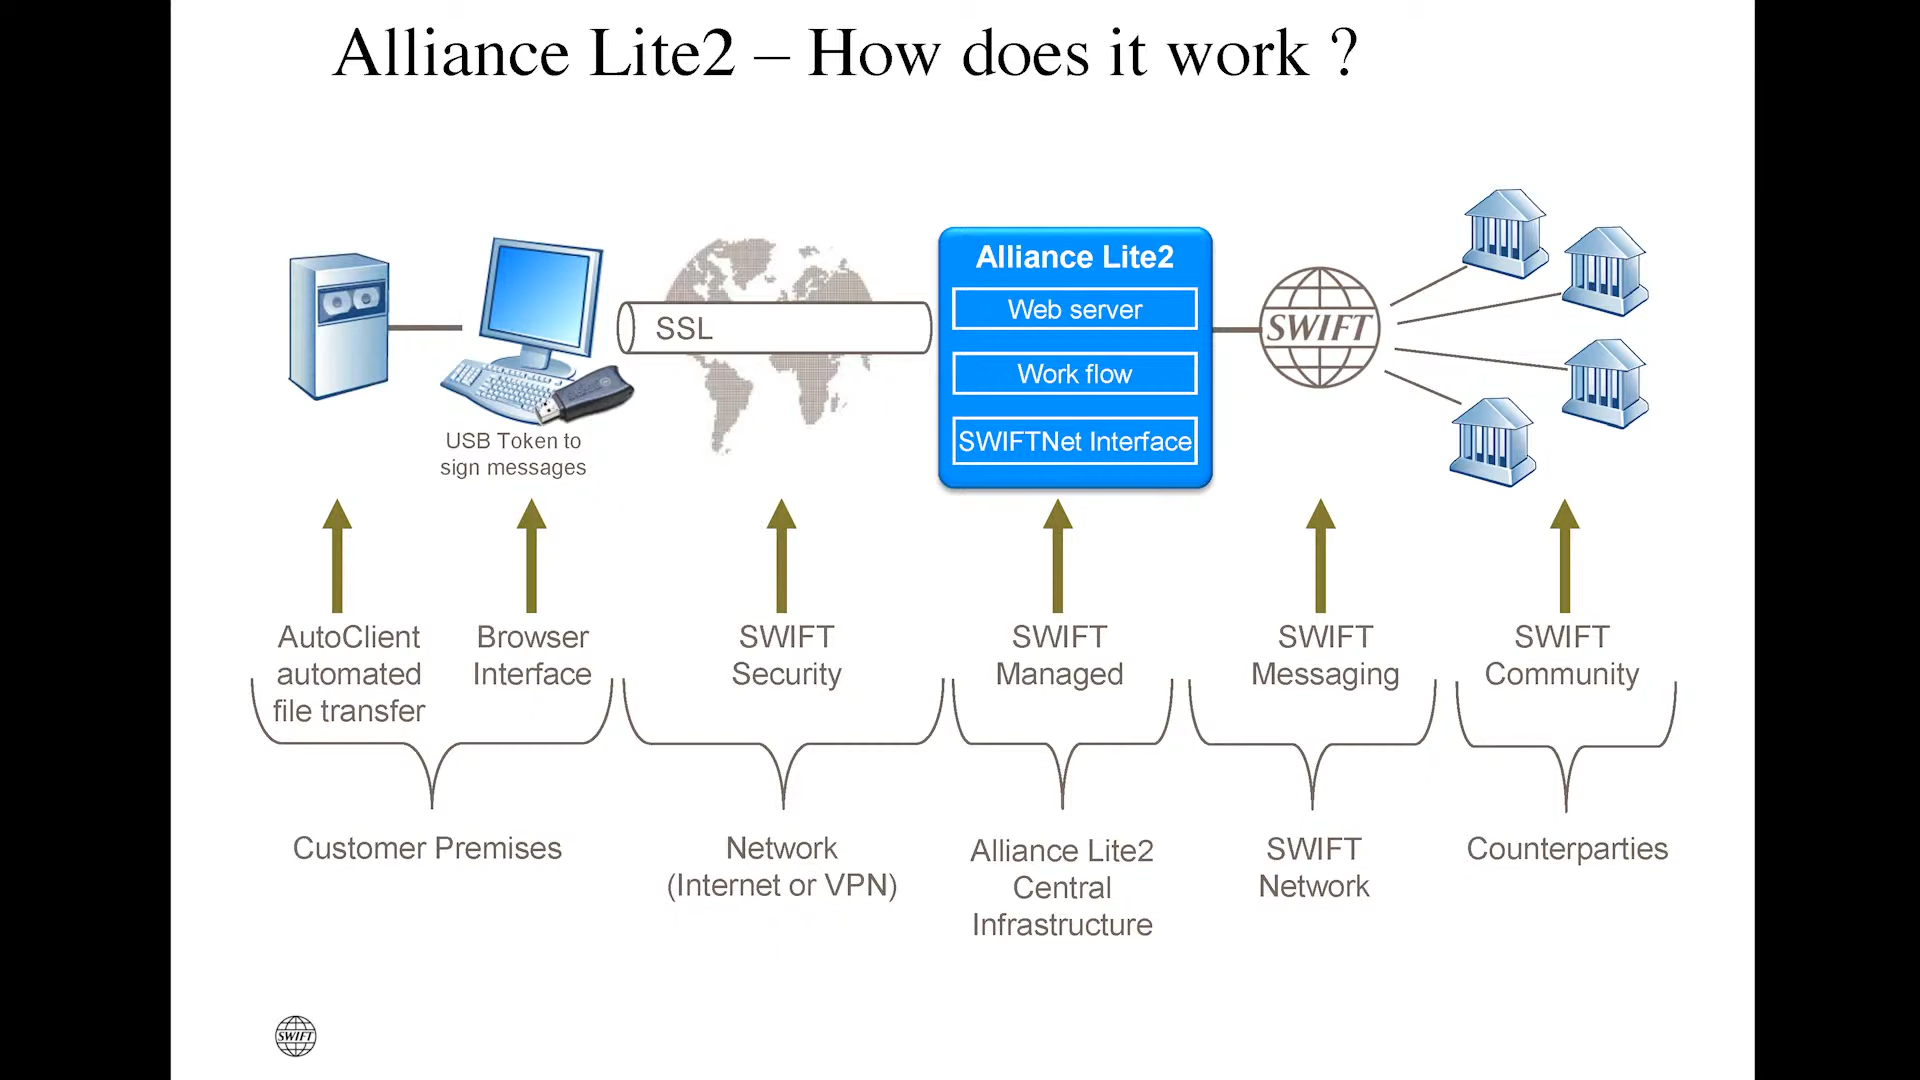 Alliance Lite2 – How does it work ?
SSL
Alliance Lite2
Web server
Work flow
SWIFTNet Interface
SWIFT
USB Token to
sign messages
AutoClient
automated
file transfer
Browser
Interface
SWIFT
Security
SWIFT
Managed
SWIFT
Messaging
SWIFT
Community
Customer Premises
Network
(Internet or VPN)
Alliance Lite2
Central
Infrastructure
SWIFT
Network
Counterparties
SWIFT